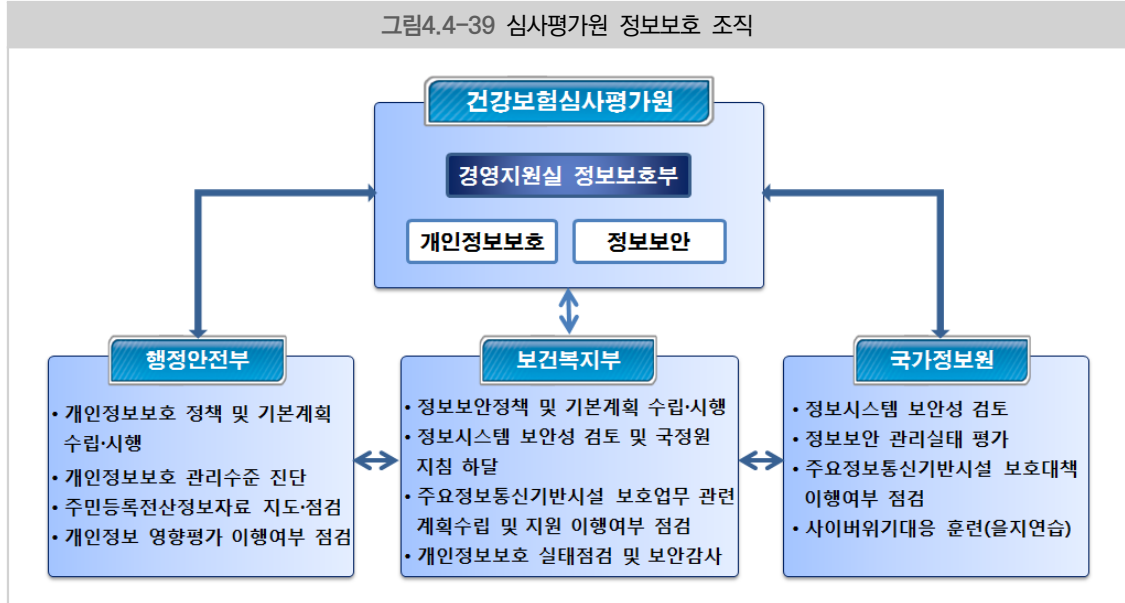 그림4.4-39 심사평가원 정보보호 조직
건강보험심사평가원
경영지원실 정보보호부
개인정보보호
정보보안
행정안전부
• 개인정보보호 정책 및 기본계획
수립·시행
• 개인정보보호 관리수준 진단
• 주민등록전산정보자료 지도·점검
• 개인정보 영향평가 이행여부 점검
보건복지부
• 정보보안정책 및 기본계획 수립·시행
• 정보시스템 보안성 검토 및 국정원
지침 하달
• 주요정보통신기반시설 보호업무 관련
계획수립 및 지원 이행여부 점검
• 개인정보보호 실태점검 및 보안감사
국가정보원
• 정보시스템 보안성 검토
• 정보보안 관리실태 평가
• 주요정보통신기반시설 보호대책
이행여부 점검
• 사이버위기대응 훈련(을지연습)